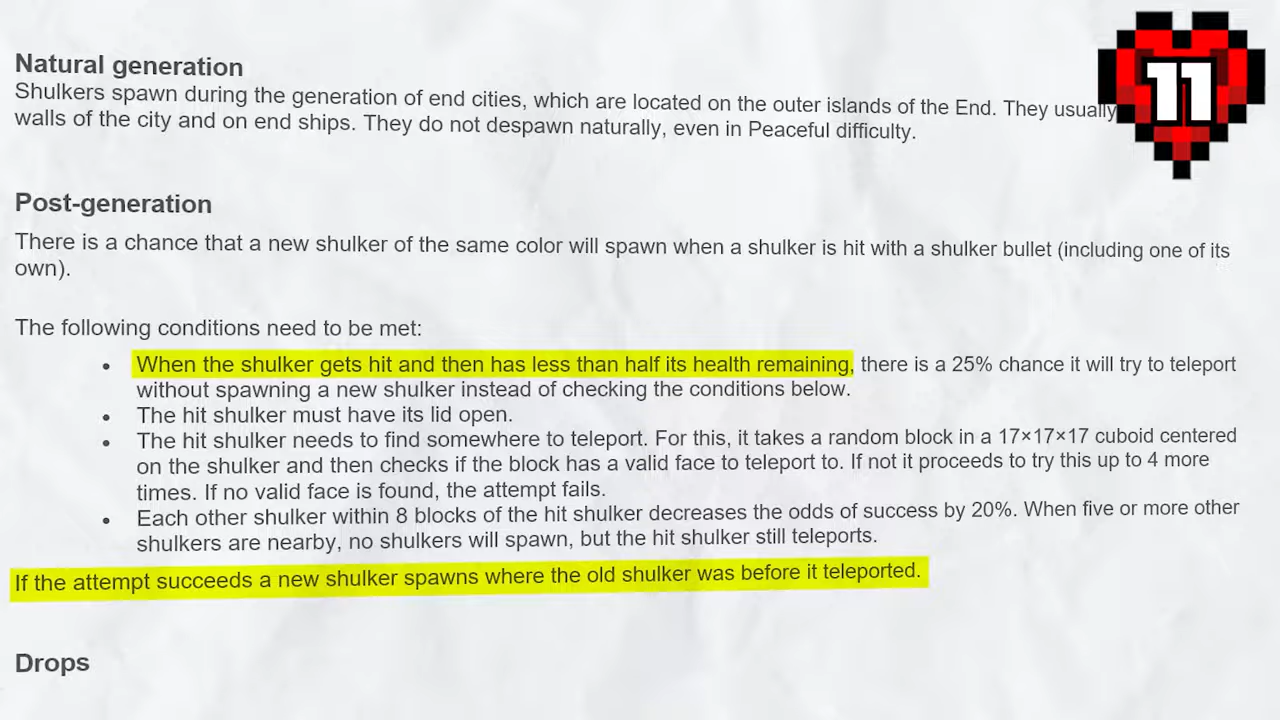 Natural generation
Shulkers spawn during the generation of end cities, which are located on the outer islands of the End. They usually
walls of the city and on end ships. They do not despawn naturally, even in Peaceful difficulty.
11
Post-generation
There is a chance that a new shulker of the same color will spawn when a shulker is hit with a shulker bullet (including one of its
own).
The following conditions need to be met:
• When the shulker gets hit and then has less than half its health remaining, there is a 25% chance it will try to teleport
without spawning a new shulker instead of checking the conditions below.
• The hit shulker must have its lid open.
• The hit shulker needs to find somewhere to teleport. For this, it takes a random block in a 17×17×17 cuboid centered
on the shulker and then checks if the block has a valid face to teleport to. If not it proceeds to try this up to 4 more
times. If no valid face is found, the attempt fails.
• Each other shulker within 8 blocks of the hit shulker decreases the odds of success by 20%. When five or more other
shulkers are nearby, no shulkers will spawn, but the hit shulker still teleports.
If the attempt succeeds a new shulker spawns where the old shulker was before it teleported.
Drops